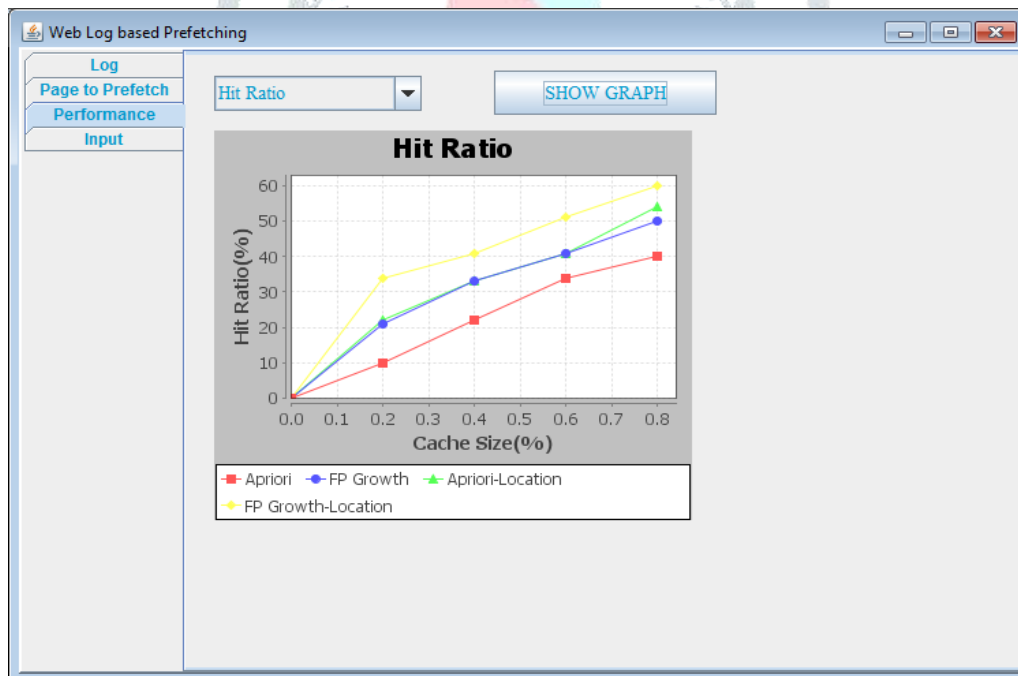 Web Log based Prefetching
Log
Page to Prefetch
Performance
Input
Hit Ratio
SHOW GRAPH
Hit Ratio
Hit Ratio(%)
60
50
40
30
20
10
0
0.0 0.1 0.2 0.3 0.4 0.5 0.6 0.7 0.8
Cache Size(%)
Apriori FP Growth Apriori-Location
FP Growth-Location